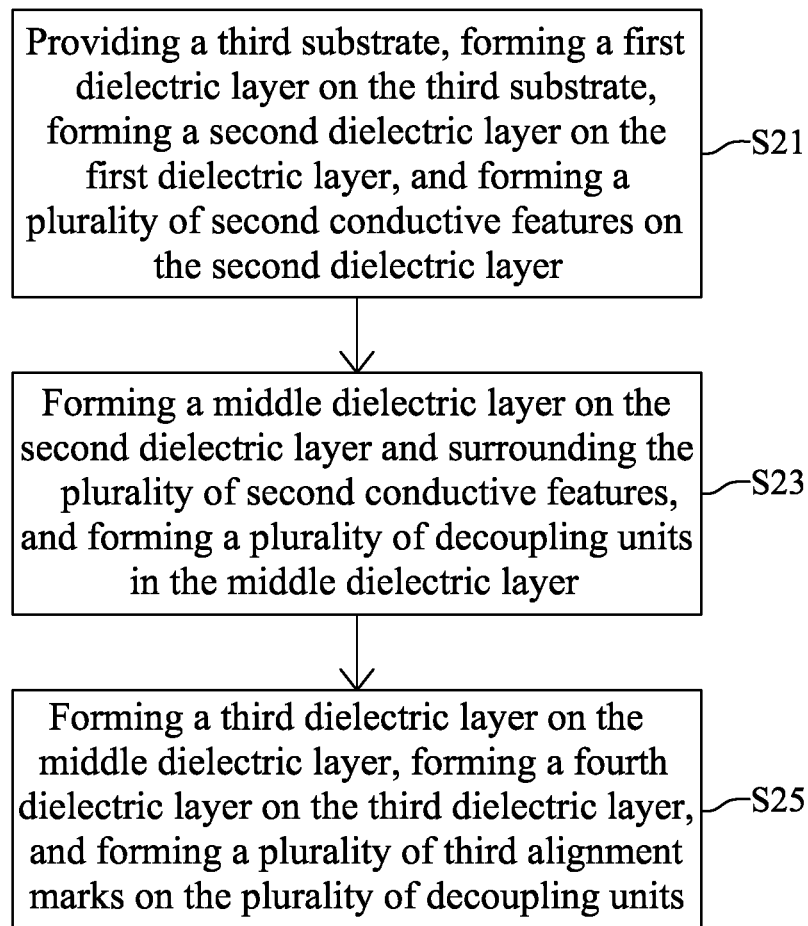 Providing a third substrate, forming a first
dielectric layer on the third substrate,
forming a second dielectric layer on the
first dielectric layer, and forming a
plurality of second conductive features on
the second dielectric layer
S21
Forming a middle dielectric layer on the
second dielectric layer and surrounding the
plurality of second conductive features,
and forming a plurality of decoupling units
in the middle dielectric layer
S23
Forming a third dielectric layer on the
middle dielectric layer, forming a fourth
dielectric layer on the third dielectric layer,
and forming a plurality of third alignment
marks on the plurality of decoupling units
S25